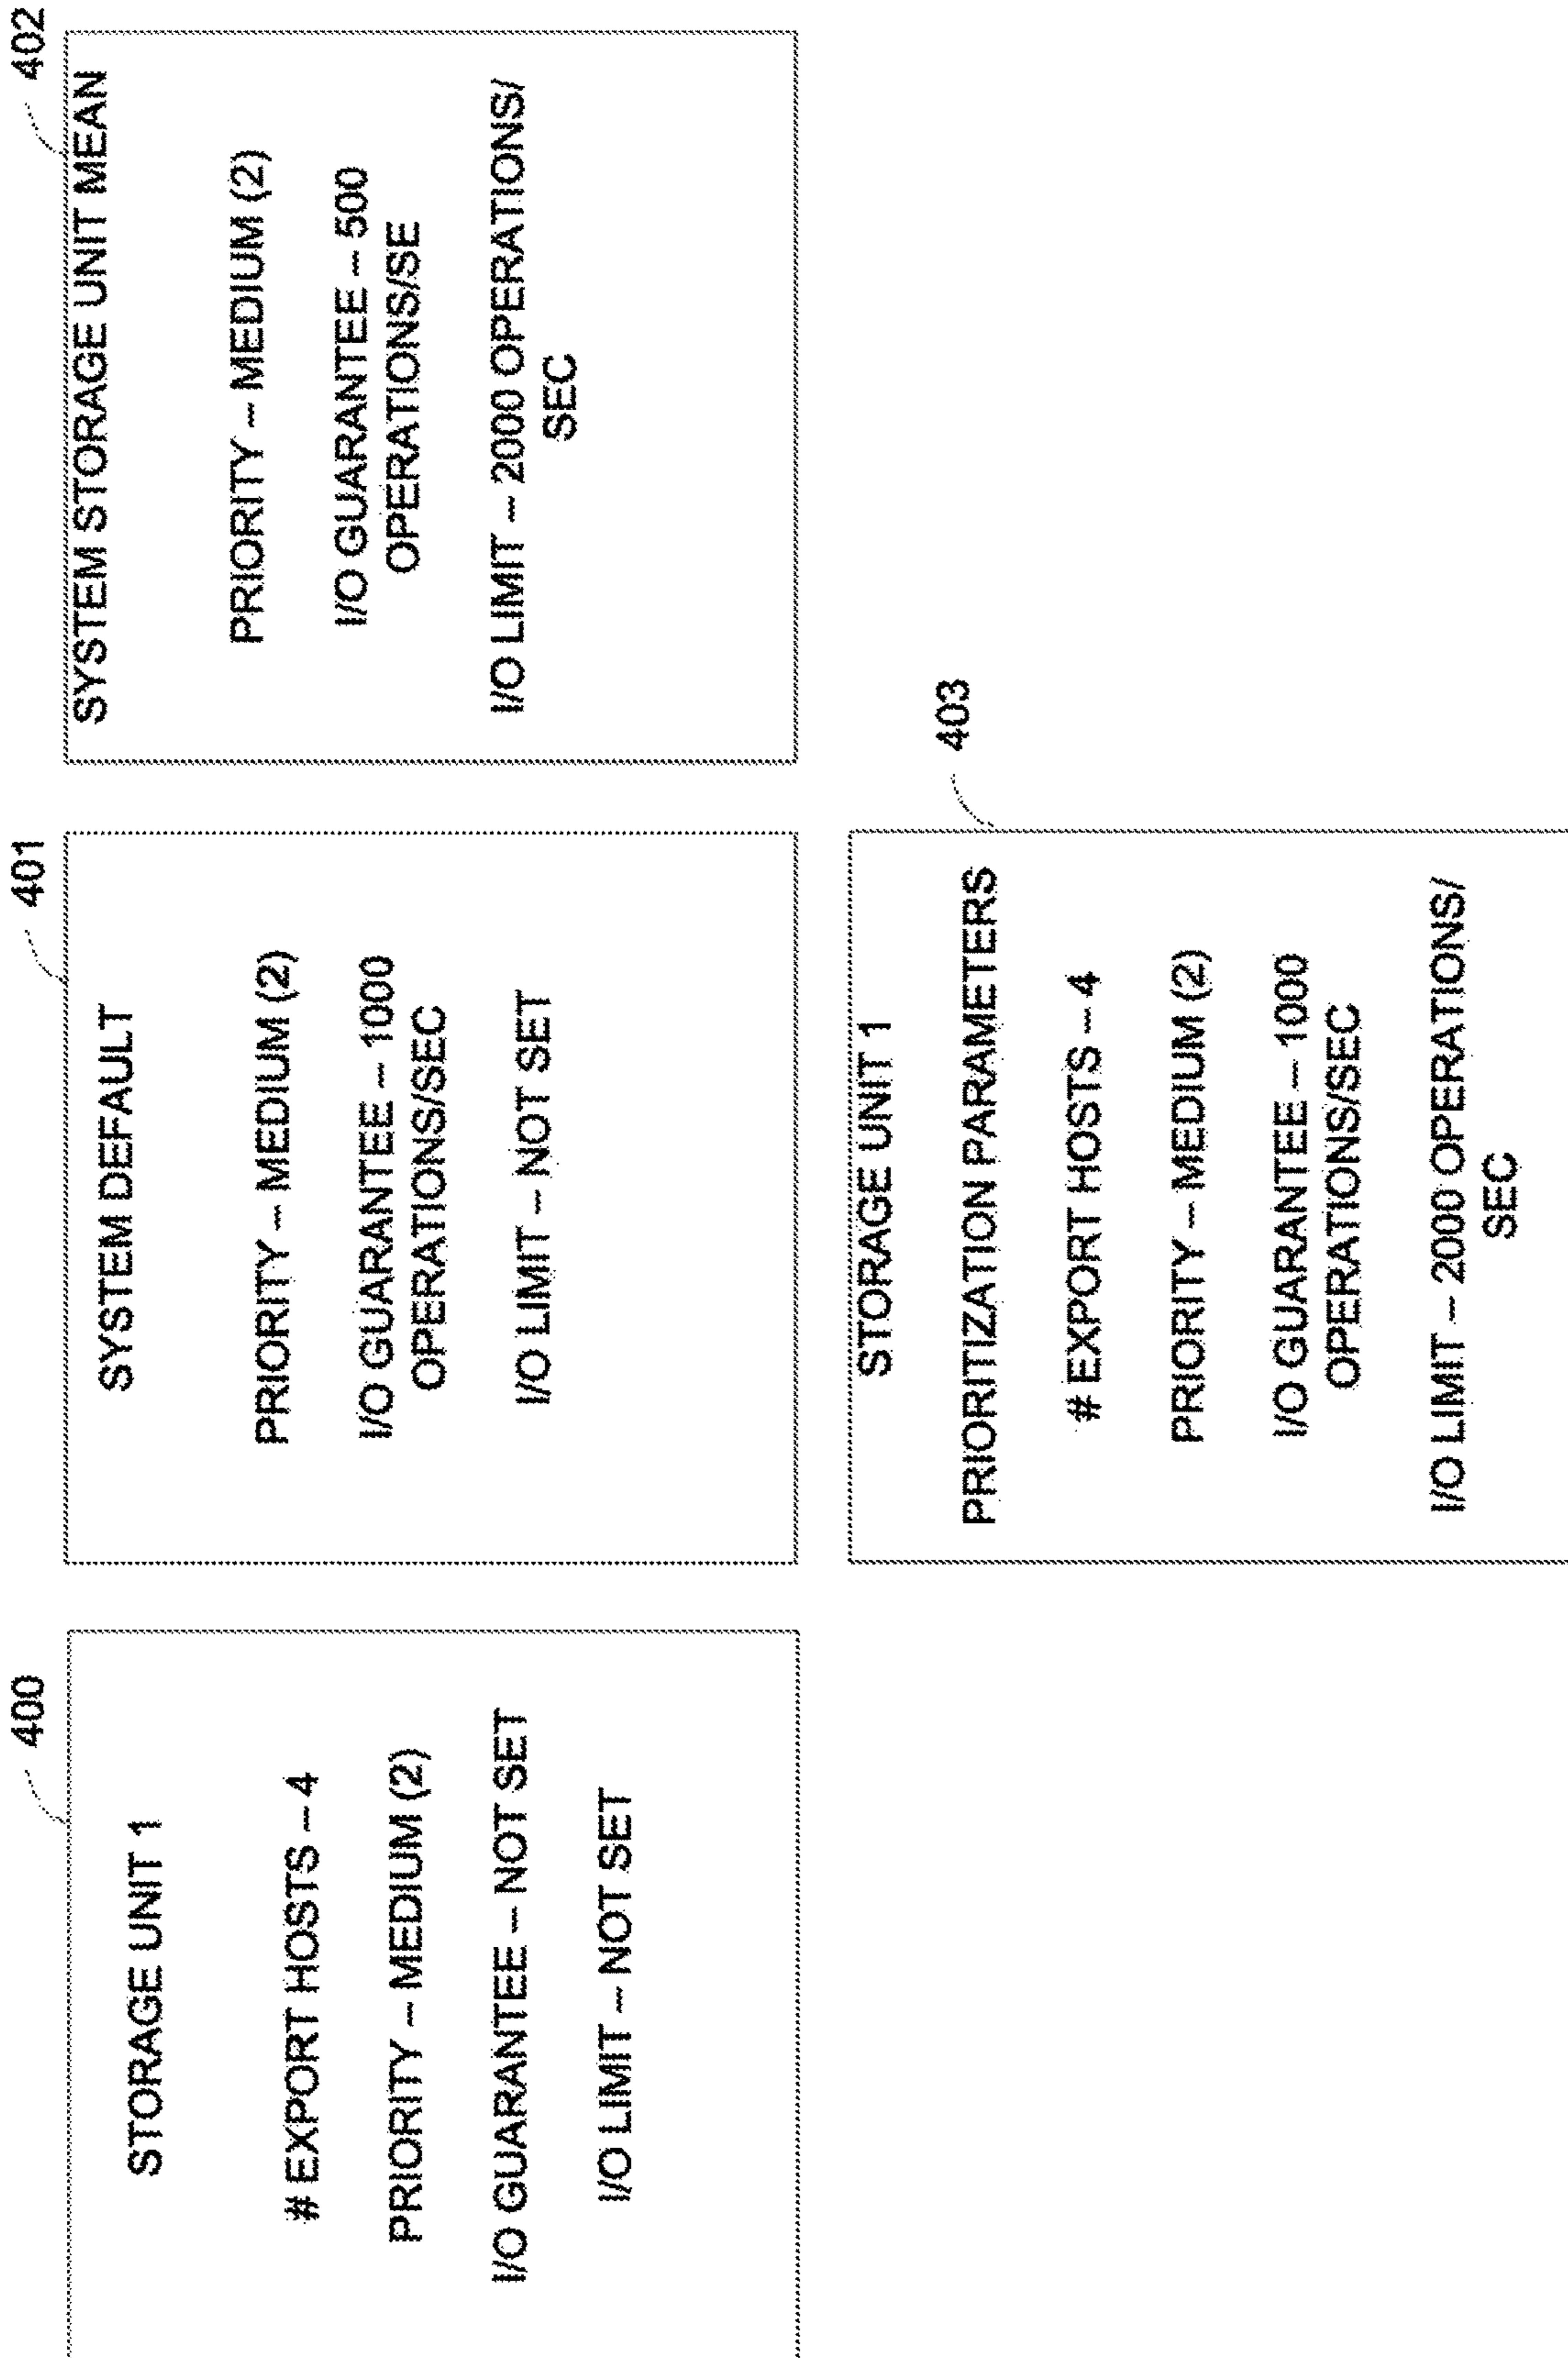 400
STORAGE UNIT 1
# EXPORT HOSTS – 4
PRIORITY – MEDIUM (2)
I/O GUARANTEE – NOT SET
I/O LIMIT – NOT SET
401
SYSTEM DEFAULT
PRIORITY – MEDIUM (2)
I/O GUARANTEE – 1000
OPERATIONS/SEC
I/O LIMIT – NOT SET
402
SYSTEM STORAGE UNIT MEAN
PRIORITY – MEDIUM (2)
I/O GUARANTEE – 500
OPERATIONS/SE
I/O LIMIT – 2000 OPERATIONS/
SEC
403
STORAGE UNIT 1
PRIORITIZATION PARAMETERS
# EXPORT HOSTS – 4
PRIORITY – MEDIUM (2)
I/O GUARANTEE – 1000
OPERATIONS/SEC
I/O LIMIT – 2000 OPERATIONS/
SEC